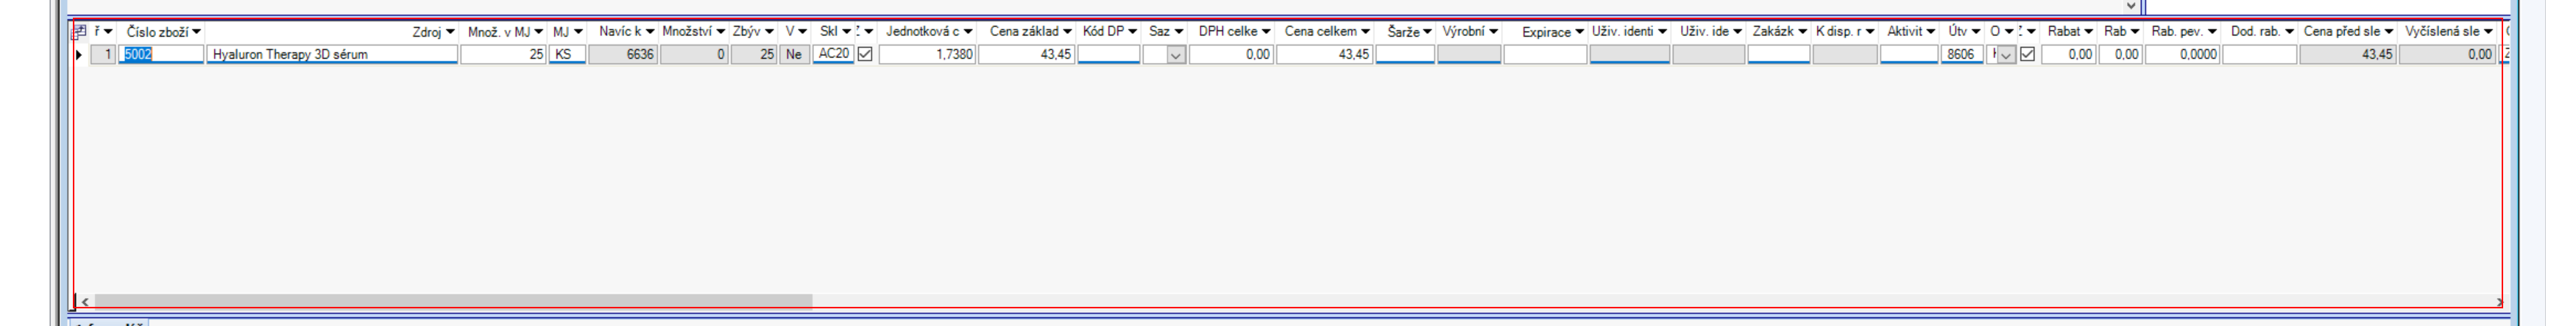 ř Číslo zboží Zdroj Množ. v MJ MJ Navíc k Množství Zbýv V Skl Jednotková c Cena základ Kód DP Saz DPH celke Cena celkem Šarže Výrobní Expirace Uživ. identi Uživ. ide Zakázk K disp. r Aktivit Útv O Rabat Rab Rab. pev. Dod. rab. Cena před sle Vyčíslená sle
1 5002 Hyaluron Therapy 3D sérum 25 KS 6636 0 25 Ne AC20 1,7380 43,45 0,00 43,45 8606 0,00 0,00 0,0000 43,45 0,00